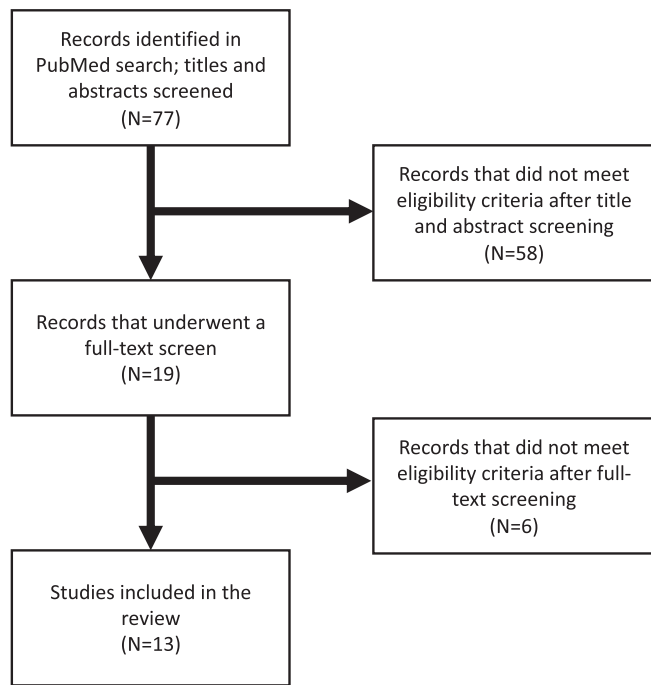 Records identified in
PubMed search; titles and
abstracts screened
(N=77)
Records that did not meet
eligibility criteria after title
and abstract screening
(N=58)
Records that underwent a
full-text screen
(N=19)
Records that did not meet
eligibility criteria after full-
text screening
(N=6)
Studies included in the
review
(N=13)